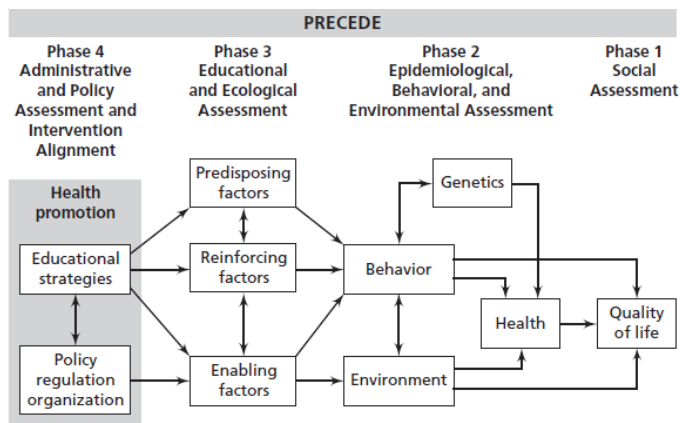 PRECEDE
Phase 4
Administrative
and Policy
Assessment and
Intervention
Alignment
Phase 3
Educational
and Ecological
Assessment
Phase 2
Epidemiological,
Behavioral, and
Environmental Assessment
Phase 1
Social
Assessment
Health
promotion
Educational
strategies
Policy
regulation
organization
Predisposing
factors
Reinforcing
factors
Enabling
factors
Genetics
Behavior
Environment
Health
Quality
of life